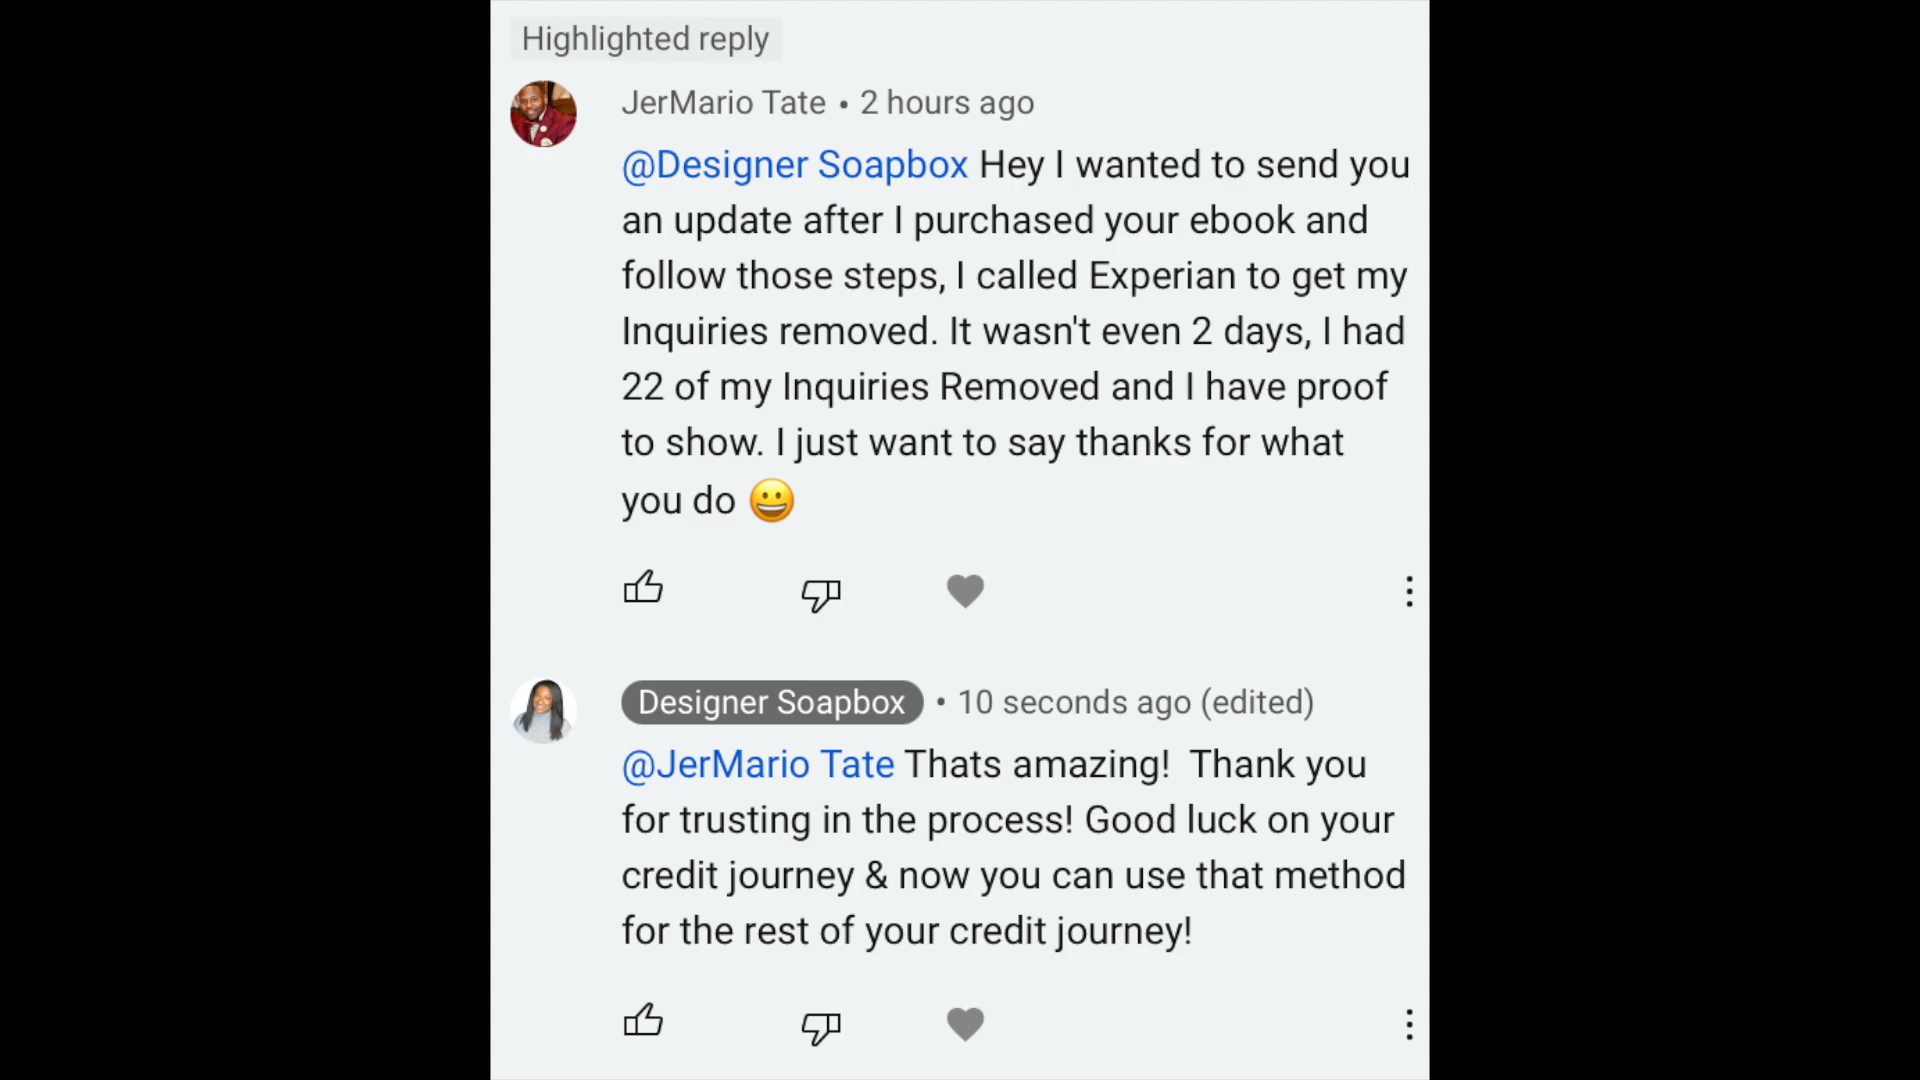 Highlighted reply
JerMario Tate • 2 hours ago
@Designer Soapbox Hey I wanted to send you
an update after I purchased your ebook and
follow those steps, I called Experian to get my
Inquiries removed. It wasn't even 2 days, I had
22 of my Inquiries Removed and I have proof
to show. I just want to say thanks for what
you do 😀
Designer Soapbox • 10 seconds ago (edited)
@JerMario Tate Thats amazing!  Thank you
for trusting in the process! Good luck on your
credit journey & now you can use that method
for the rest of your credit journey!